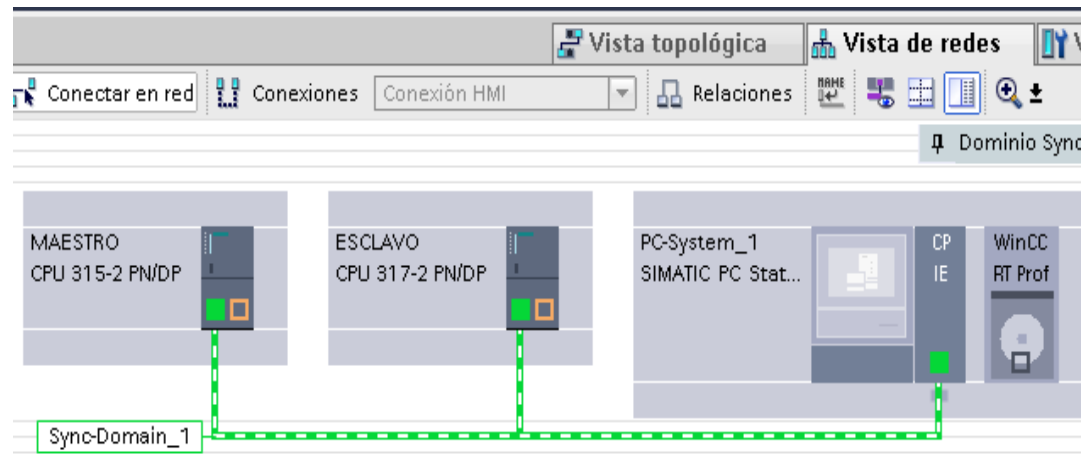 Vista topológica
Vista de redes
Conectar en red
Conexiones
Conexión HMI
Relaciones
NAME
Dominio Sync
MAESTRO
CPU 315-2 PN/DP
ESCLAVO
CPU 317-2 PN/DP
PC-System_1
SIMATIC PC Stat...
CP
IE
WinCC
RT Prof
Sync-Domain_1